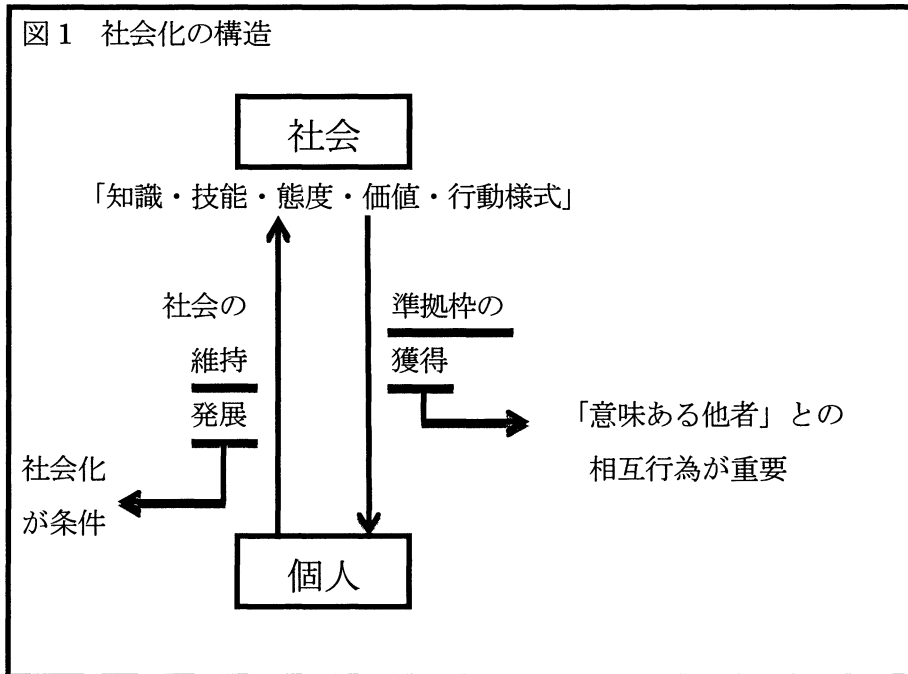 図1 社会化の構造
社会
「知識・技能・態度・価値・行動様式」
社会の
維持
発展
準拠枠の
獲得
「意味ある他者」との
相互行為が重要
社会化
が条件
個人